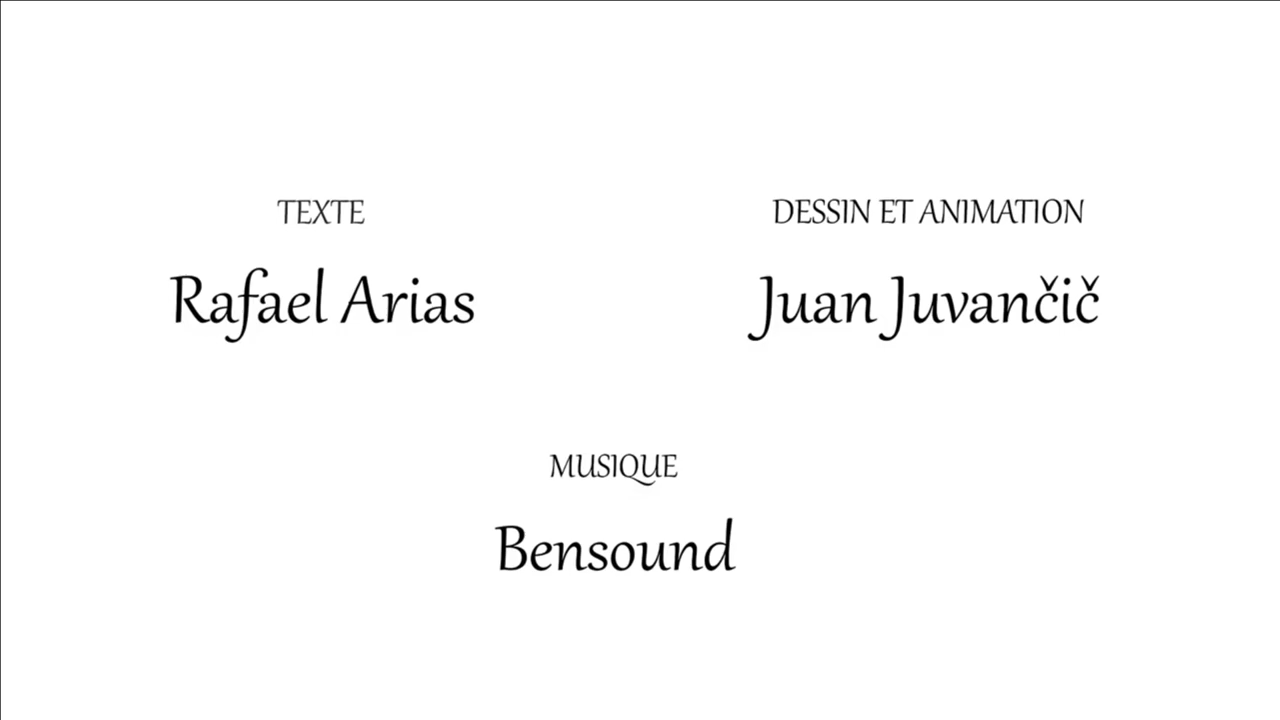 TEXTE
Rafael Arias
DESSIN ET ANIMATION
Juan Juvančič
MUSIQUE
Bensound